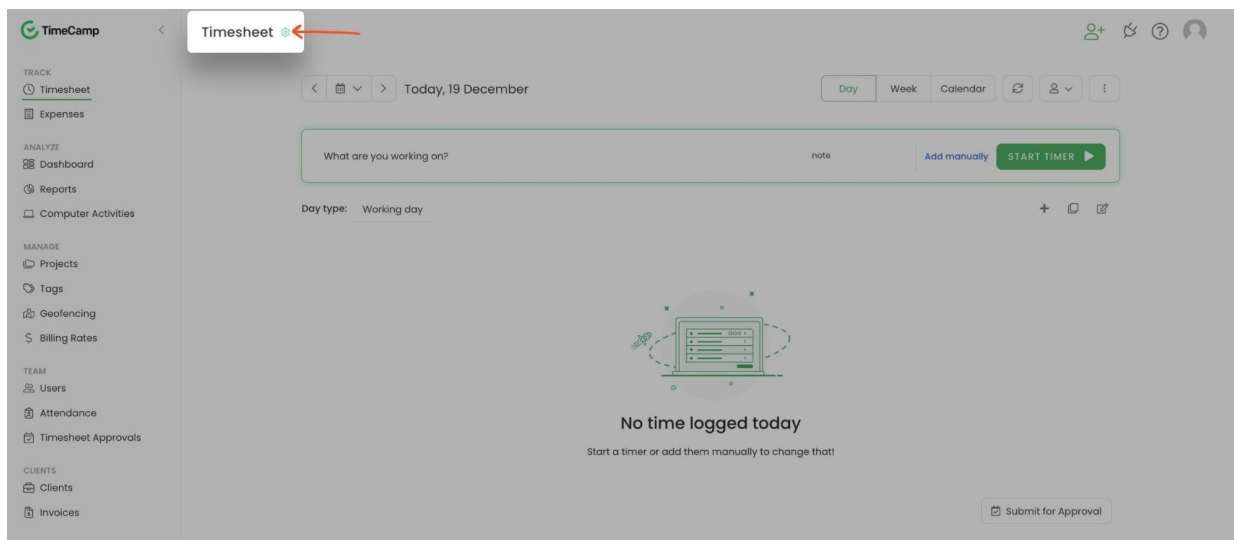 TimeCamp
Timesheet
TRACK
Timesheet
Expenses
ANALYZE
Dashboard
Reports
Computer Activities
MANAGE
Projects
Tags
Geofencing
Billing Rates
TEAM
Users
Attendance
Timesheet Approvals
CLIENTS
Clients
Invoices
Today, 19 December
Day Week Calendar
What are you working on? note Add manually START TIMER
Day type: Working day
No time logged today
Start a timer or add them manually to change that!
Submit for Approval